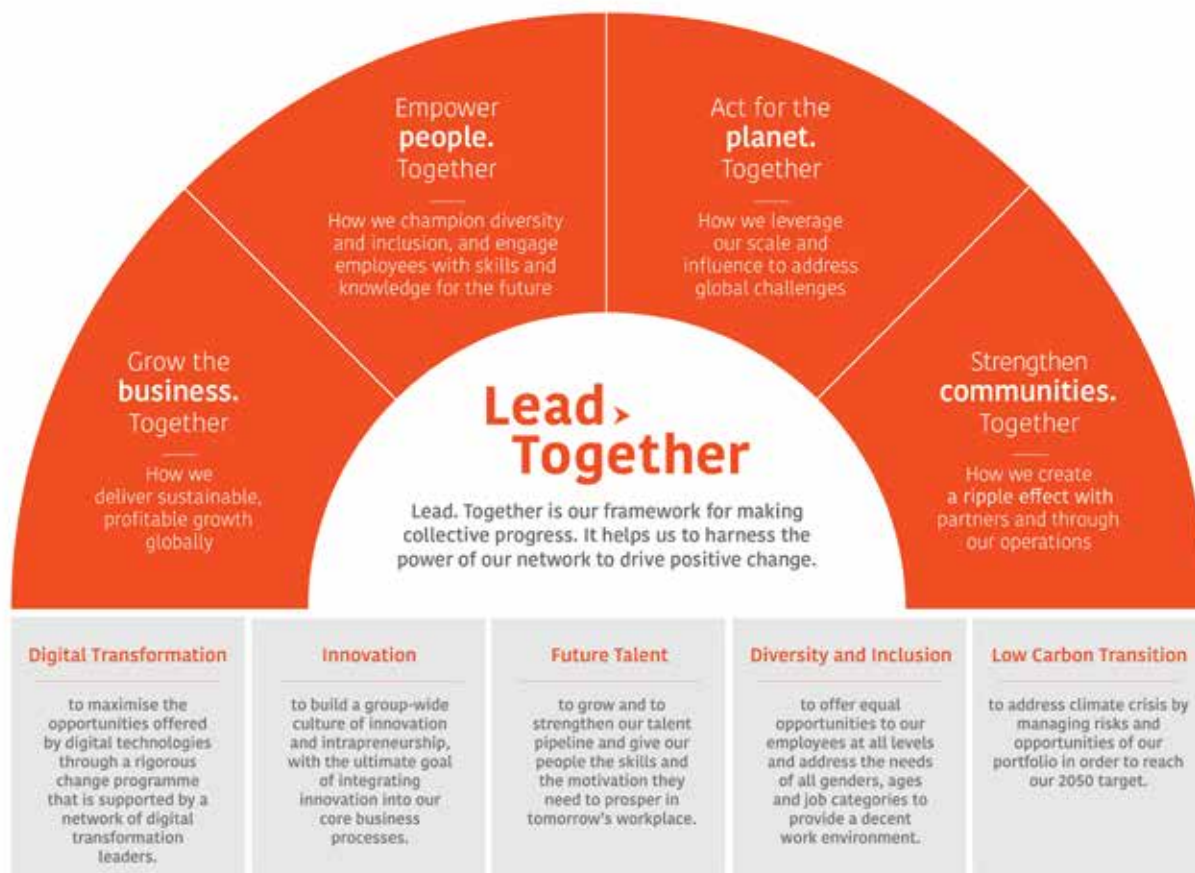 Empower
people.
Together
How we champion diversity
and inclusion, and engage
employees with skills and
knowledge for the future
Act for the
planet.
Together
How we leverage
our scale and
influence to address
global challenges
Grow the
business.
Together
How we
deliver sustainable,
profitable growth
globally
Lead >
Together
Lead. Together is our framework for making
collective progress. It helps us to harness the
power of our network to drive positive change.
Strengthen
communities.
Together
How we create
a ripple effect with
partners and through
our operations
Digital Transformation
to maximise the
opportunities offered
by digital technologies
through a rigorous
change programme
that is supported by a
network of digital
transformation
leaders.
Innovation
to build a group-wide
culture of innovation
and intrapreneurship,
with the ultimate goal
of integrating
innovation into our
core business
processes.
Future Talent
to grow and to
strengthen our talent
pipeline and give our
people the skills and
the motivation they
need to prosper in
tomorrow's workplace.
Diversity and Inclusion
to offer equal
opportunities to our
employees at all levels
and address the needs
of all genders, ages
and job categories to
provide a decent
work environment.
Low Carbon Transition
to address climate crisis by
managing risks and
opportunities of our
portfolio in order to reach
our 2050 target.